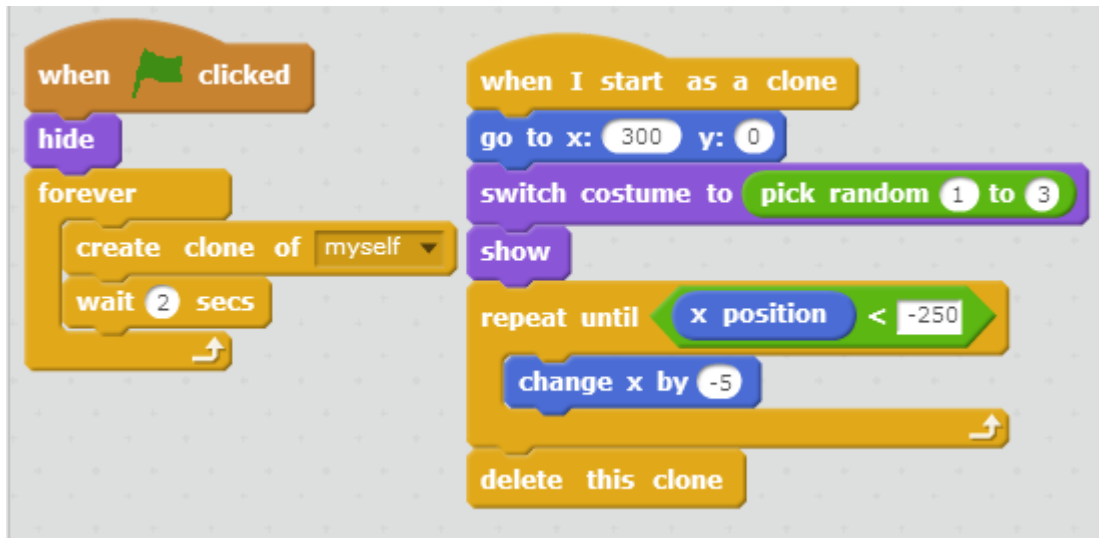 when clicked
hide
forever
create clone of myself
wait 2 secs
when I start as a clone
go to x: 300 y: 0
switch costume to pick random 1 to 3
show
repeat until x position < -250
change x by -5
delete this clone